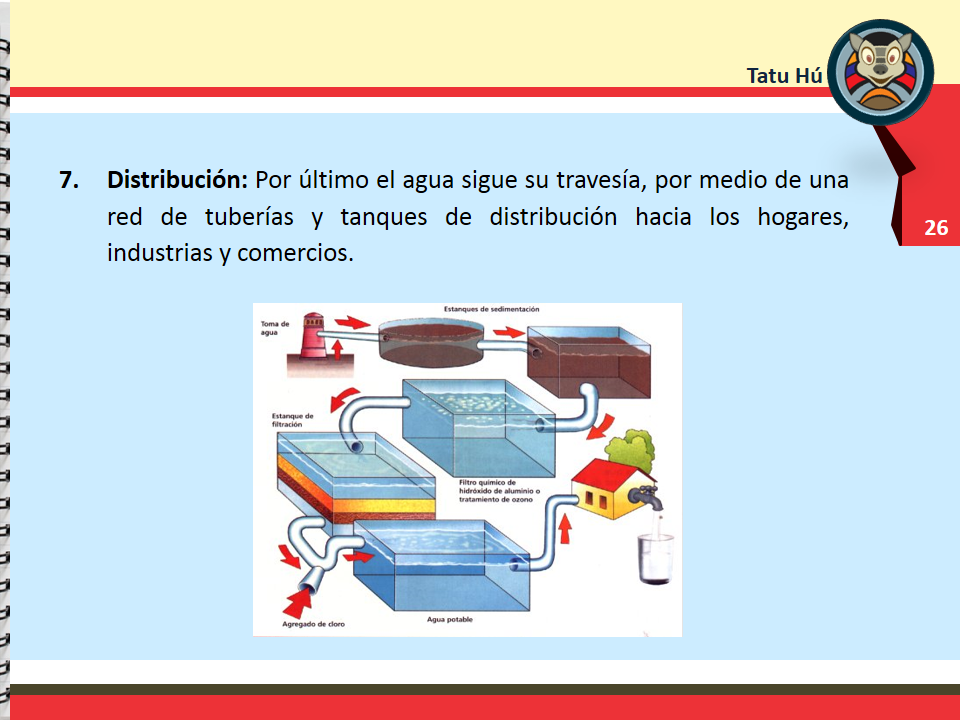 Tatu Hú
26
7. Distribución: Por último el agua sigue su travesía, por medio de una
red de tuberías y tanques de distribución hacia los hogares,
industrias y comercios.
Estanques de sedimentación
Toma de
agua
Estanque de
filtración
Filtro químico de
hidróxido de aluminio o
tratamiento de ozono
Agregado de cloro
Agua potable